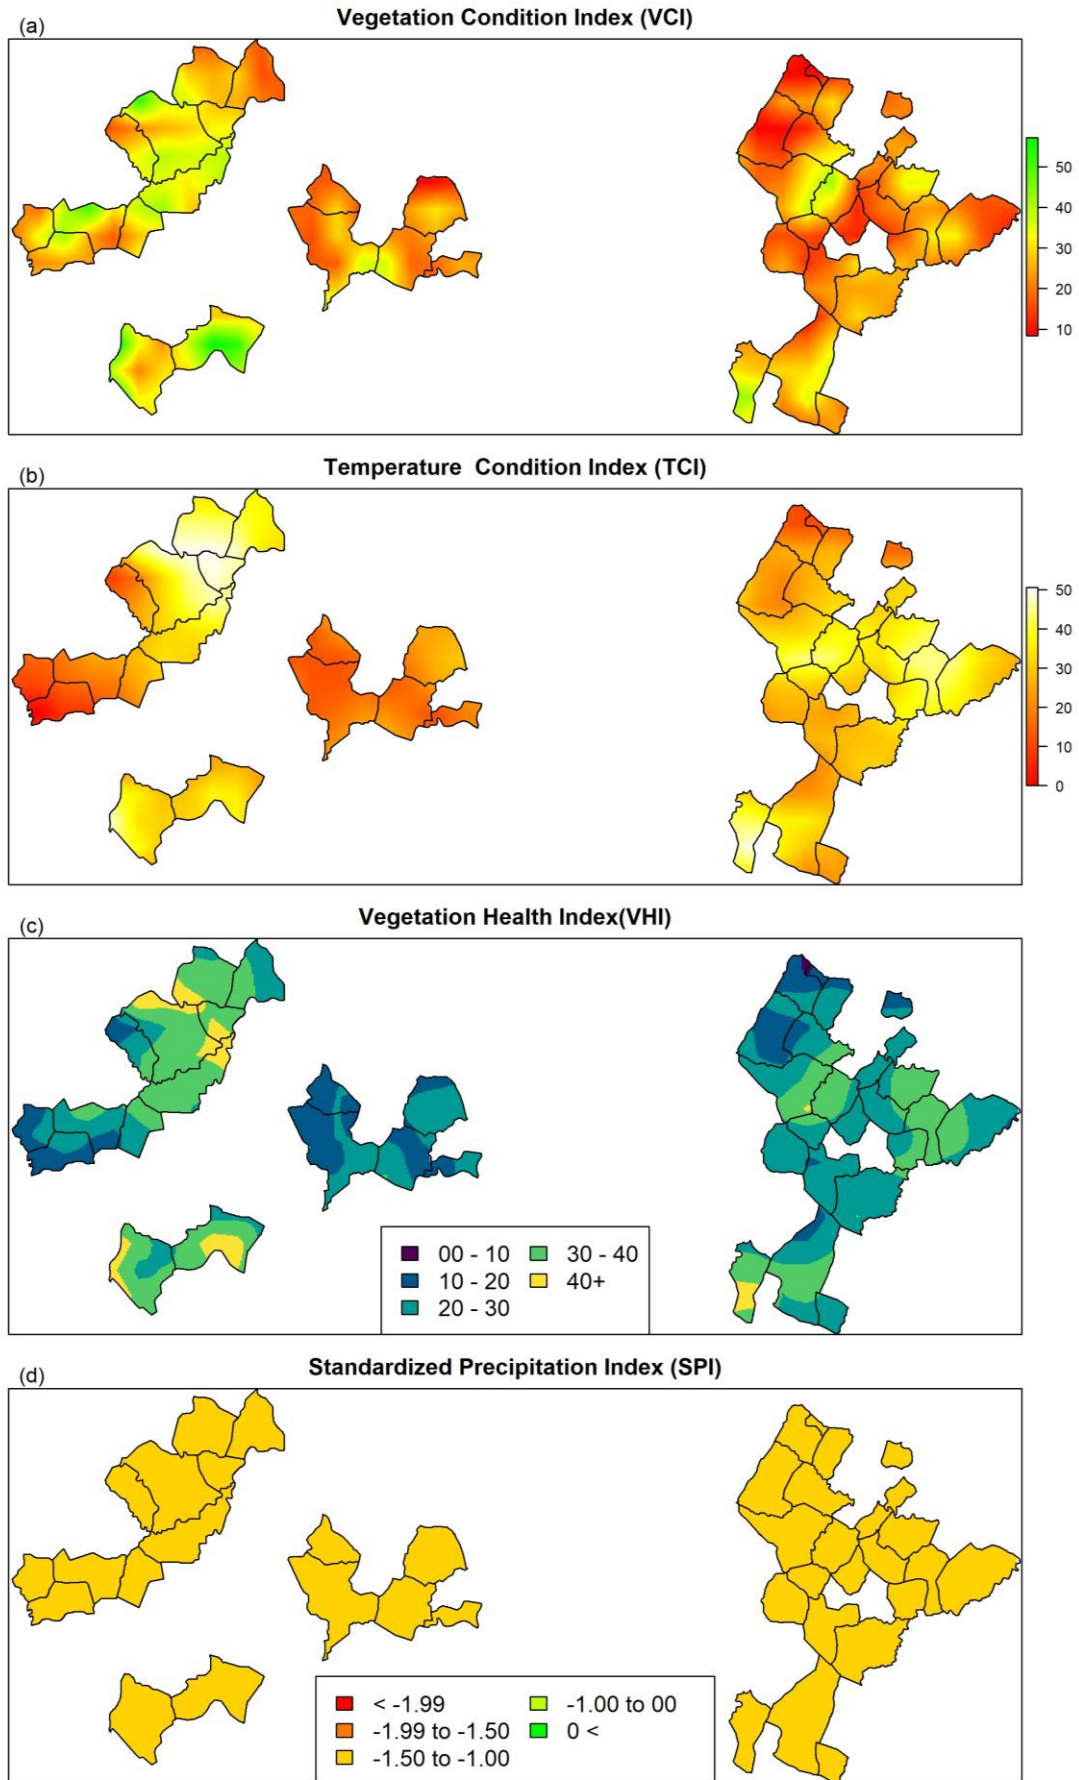 (a)
Vegetation Condition Index (VCI)
50
40
30
20
10
(b)
Temperature Condition Index (TCI)
50
40
30
20
10
0
(c)
Vegetation Health Index(VHI)
00 - 10
30 - 40
10 - 20
40+
20 - 30
(d)
Standardized Precipitation Index (SPI)
< -1.99
-1.00 to 00
-1.99 to -1.50
0 <
-1.50 to -1.00